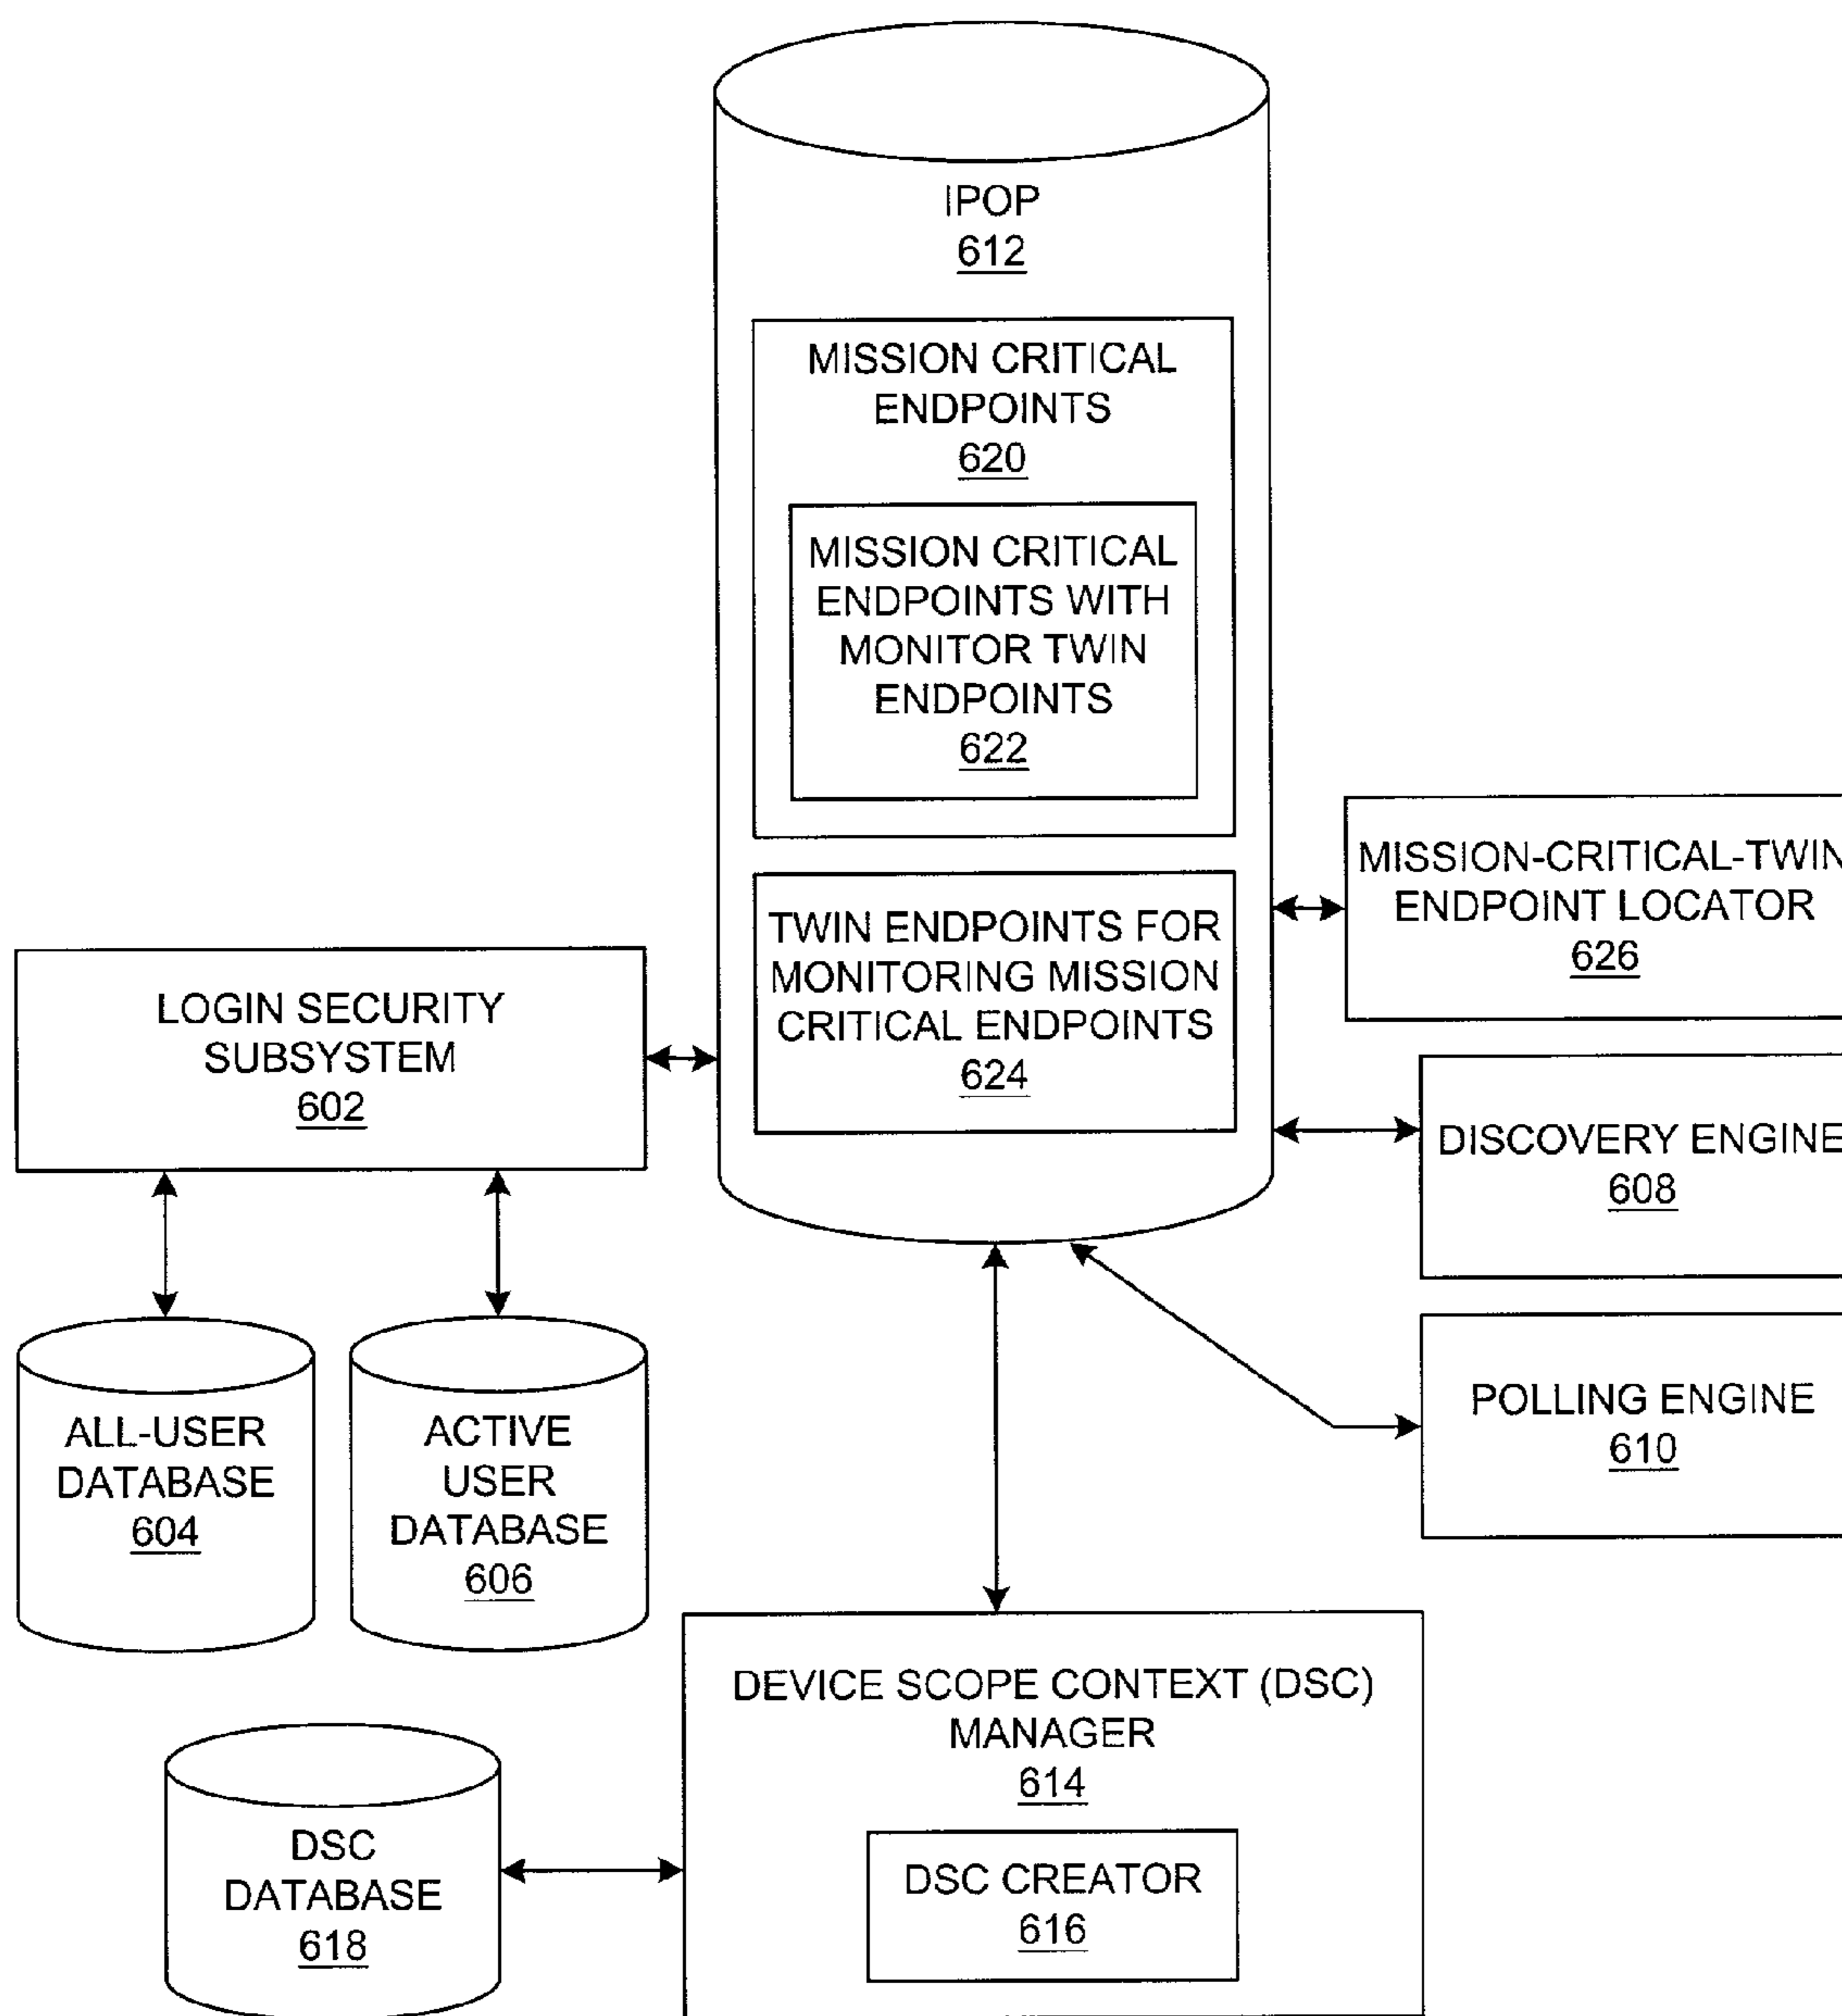 IPOP
612
MISSION CRITICAL
ENDPOINTS
620
MISSION CRITICAL
ENDPOINTS WITH
MONITOR TWIN
ENDPOINTS
622
TWIN ENDPOINTS FOR
MONITORING MISSION
CRITICAL ENDPOINTS
624
MISSION-CRITICAL-TWIN
ENDPOINT LOCATOR
626
LOGIN SECURITY
SUBSYSTEM
602
DISCOVERY ENGINE
608
ALL-USER
DATABASE
604
ACTIVE
USER
DATABASE
606
POLLING ENGINE
610
DEVICE SCOPE CONTEXT (DSC)
MANAGER
614
DSC CREATOR
616
DSC
DATABASE
618